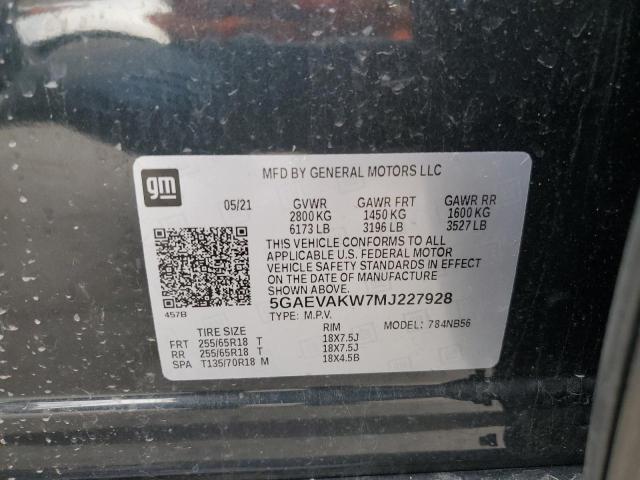 gm
MFD BY GENERAL MOTORS LLC
05/21 GVWR GAWR FRT GAWR RR
2800 KG 1450 KG 1600 KG
6173 LB 3196 LB 3527 LB
THIS VEHICLE CONFORMS TO ALL
APPLICABLE U.S. FEDERAL MOTOR
VEHICLE SAFETY STANDARDS IN EFFECT
ON THE DATE OF MANUFACTURE
SHOWN ABOVE.
457B
5GAEVAKW7MJ227928
TYPE: M.P.V. MODEL: 784NB56
TIRE SIZE RIM
FRT 255/65R18 T 18X7.5J
RR 255/65R18 T 18X7.5J
SPA T135/70R18 M 18X4.5B